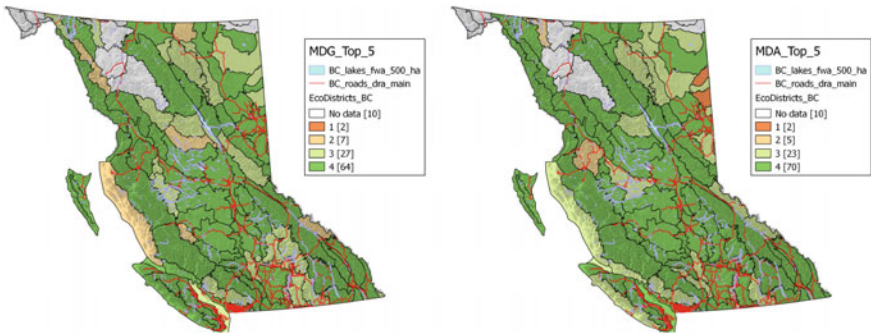 MDG_Top_5
BC_lakes_fwa_500_ha
BC_roads_dra_main
EcoDistricts_BC
No data [10]
1 [2]
2 [7]
3 [27]
4 [64]
MDA_Top_5
BC_lakes_fwa_500_ha
BC_roads_dra_main
EcoDistricts_BC
No data [10]
1 [2]
2 [5]
3 [23]
4 [70]